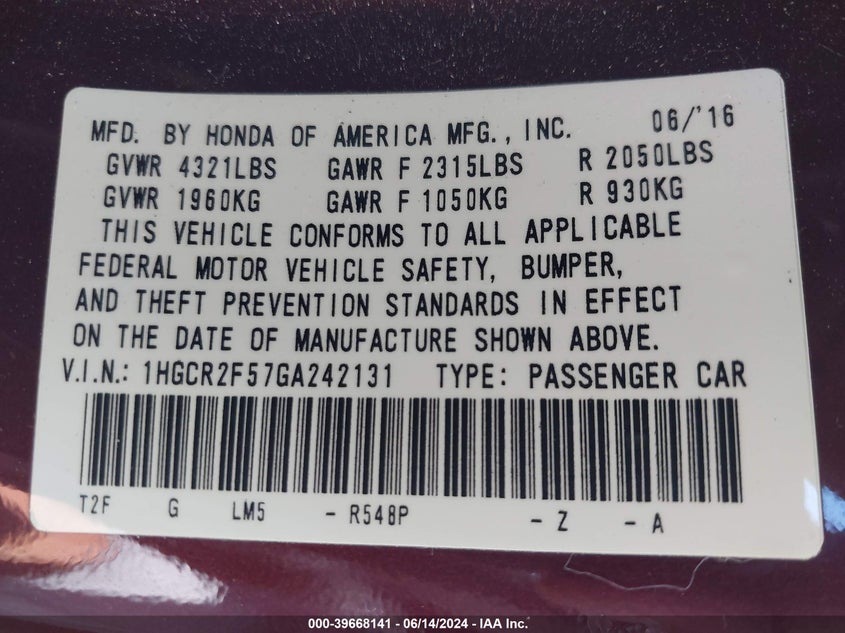 MFD. BY HONDA OF AMERICA MFG., INC. 06/'16
GVWR 4321LBS GAWR F 2315LBS R 2050LBS
GVWR 1960KG GAWR F 1050KG R 930KG
THIS VEHICLE CONFORMS TO ALL APPLICABLE
FEDERAL MOTOR VEHICLE SAFETY, BUMPER,
AND THEFT PREVENTION STANDARDS IN EFFECT
ON THE DATE OF MANUFACTURE SHOWN ABOVE.
V.I.N.: 1HGCR2F57GA242131 TYPE: PASSENGER CAR
T2F G LM5 - R548P - Z - A
000-39668141 - 06/14/2024 - IAA Inc.